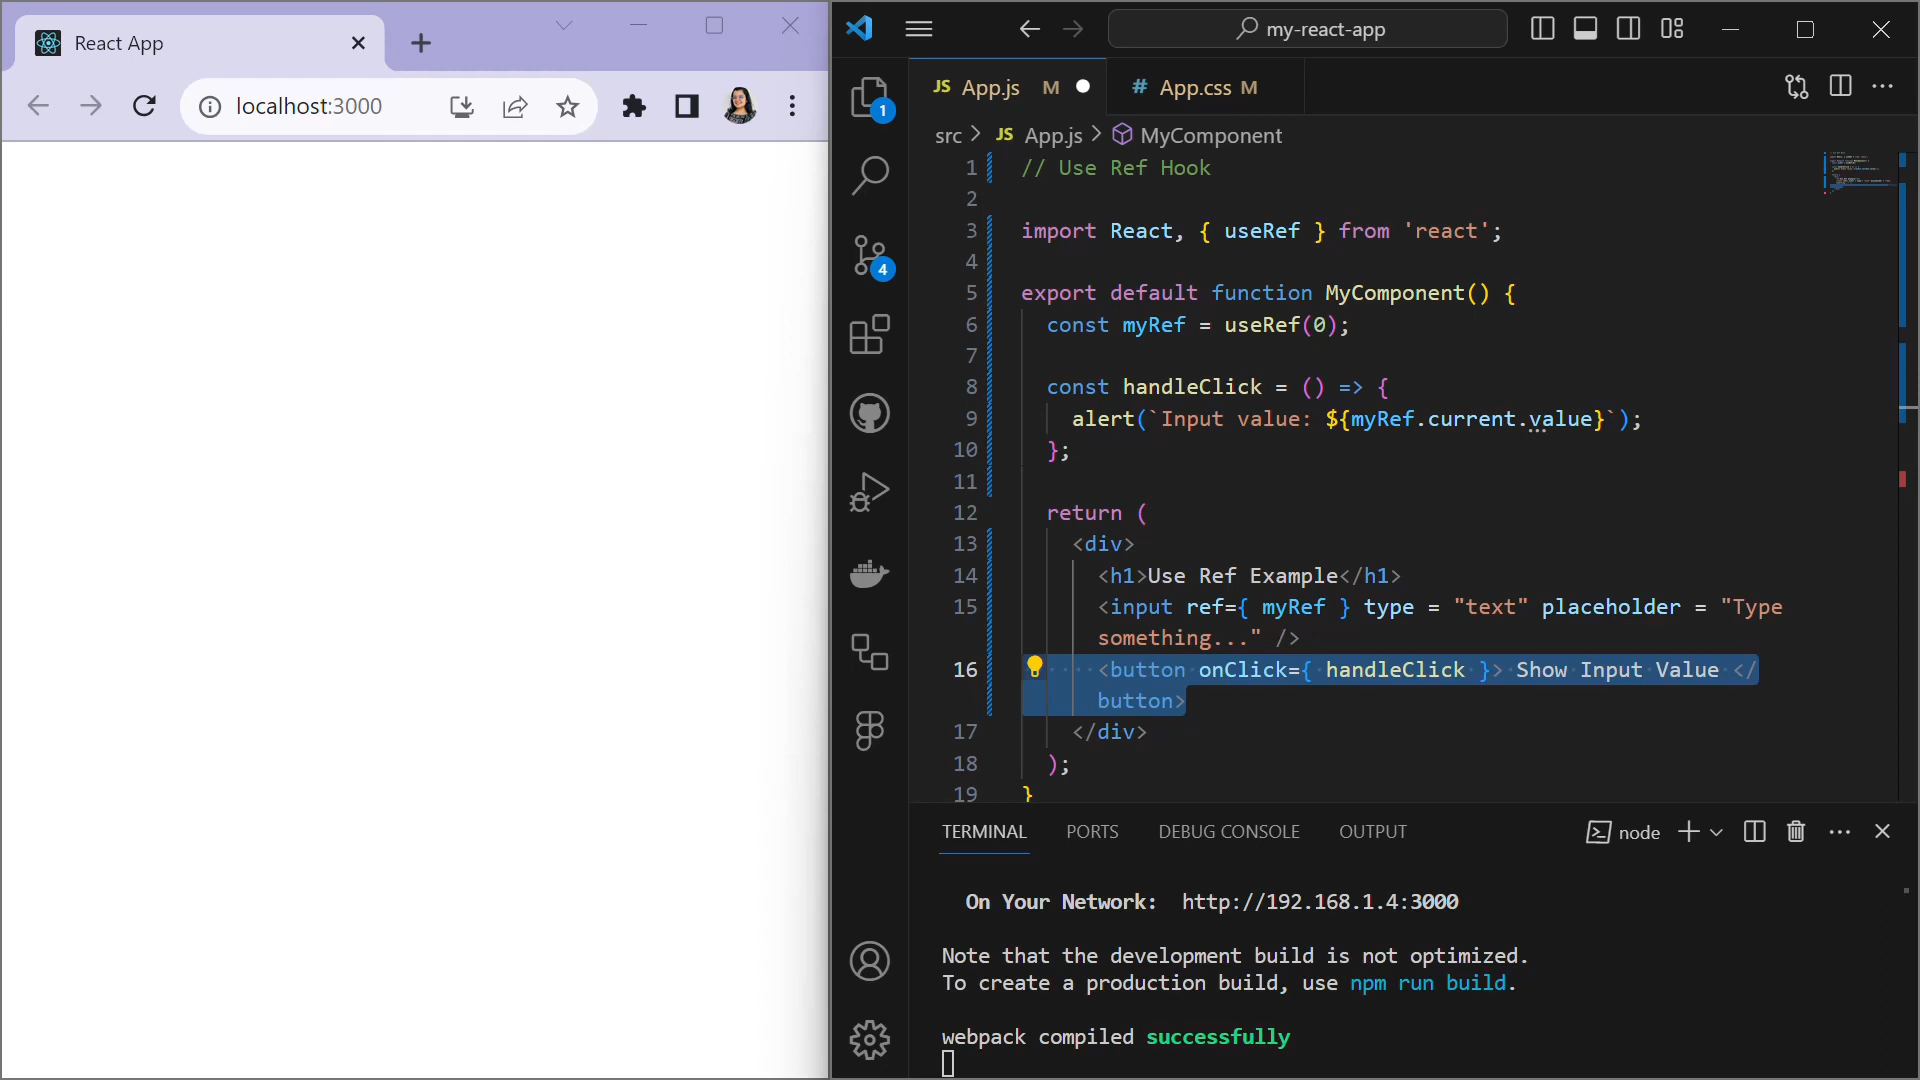 React App
localhost:3000
my-react-app
JS App.js M
# App.css M
1
src > JS App.js > MyComponent
1 // Use Ref Hook
2
3 import React, { useRef } from 'react';
4
4
5 export default function MyComponent() {
6 const myRef = useRef(0);
7
8 const handleClick = () => {
9 alert(`Input value: ${myRef.current.value}`);
10 };
11
12 return (
13 <div>
14 <h1>Use Ref Example</h1>
15 <input ref={ myRef } type = "text" placeholder = "Type
something..." />
16 <button onClick={ handleClick }> Show Input Value </
button>
17 </div>
18 );
19 }
TERMINAL PORTS DEBUG CONSOLE OUTPUT node
On Your Network: http://192.168.1.4:3000
Note that the development build is not optimized.
To create a production build, use npm run build.
webpack compiled successfully